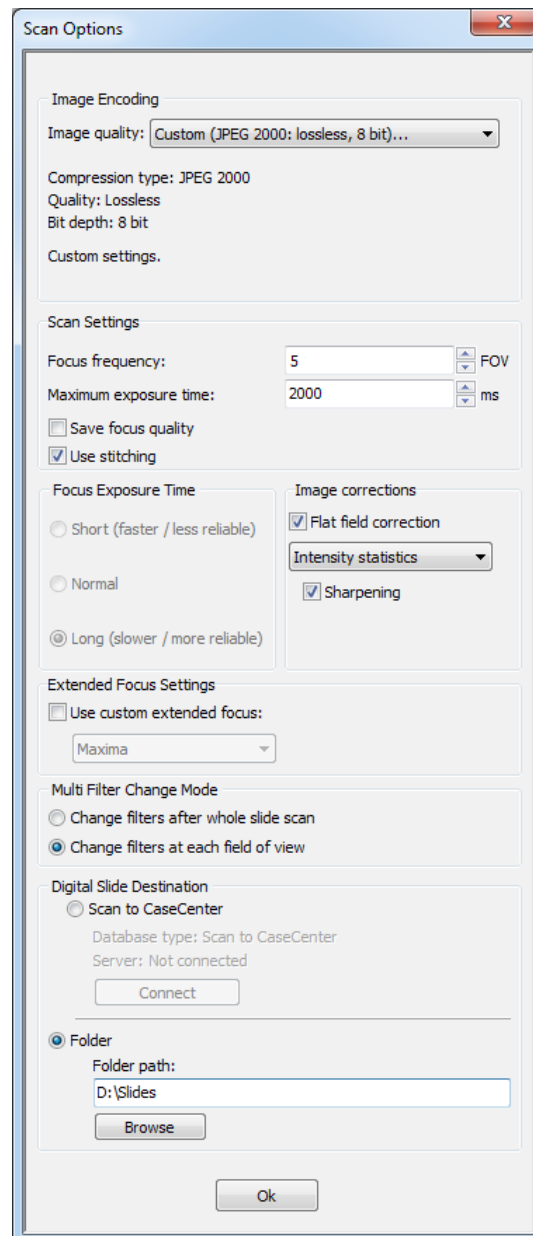 Scan Options
Image Encoding
Image quality: Custom (JPEG 2000: lossless, 8 bit)...
Compression type: JPEG 2000
Quality: Lossless
Bit depth: 8 bit
Custom settings.
Scan Settings
Focus frequency: 5 FOV
Maximum exposure time: 2000 ms
Save focus quality
Use stitching
Focus Exposure Time
Short (faster / less reliable)
Normal
Long (slower / more reliable)
Image corrections
Flat field correction
Intensity statistics
Sharpening
Extended Focus Settings
Use custom extended focus:
Maxima
Multi Filter Change Mode
Change filters after whole slide scan
Change filters at each field of view
Digital Slide Destination
Scan to CaseCenter
Database type: Scan to CaseCenter
Server: Not connected
Connect
Folder
Folder path:
D:\Slides
Browse
Ok